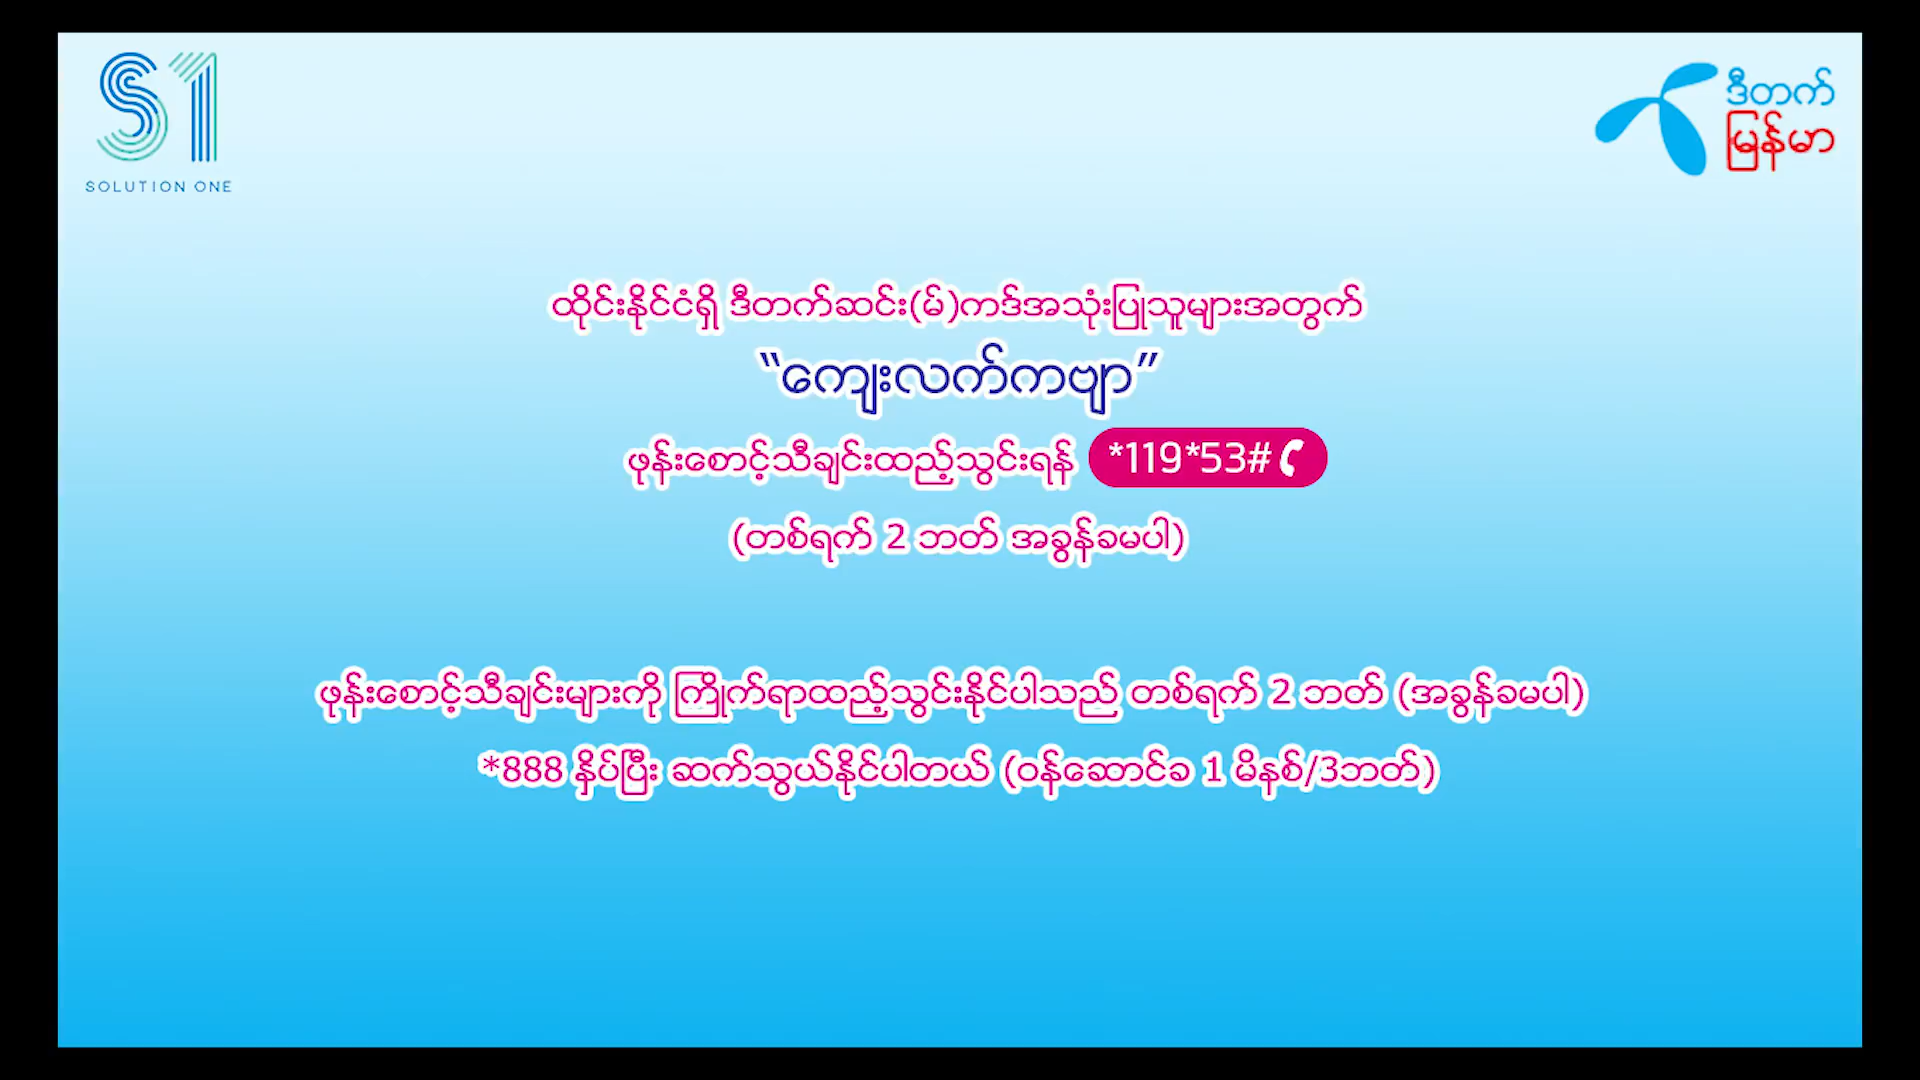 S1
SOLUTION ONE
ဒီတက်
မြန်မာ
ထိုင်းနိုင်ငံရှိ ဒီတက်ဆင်း(မ်)ကဒ်အသုံးပြုသူများအတွက်
“ကျေးလက်ကဗျာ”
ဖုန်းစောင့်သီချင်းထည့်သွင်းရန် *119*53#
(တစ်ရက် 2 ဘတ် အခွန်ခမပါ)
ဖုန်းစောင့်သီချင်းများကို ကြိုက်ရာထည့်သွင်းနိုင်ပါသည် တစ်ရက် 2 ဘတ် (အခွန်ခမပါ)
*888 နှိပ်ပြီး ဆက်သွယ်နိုင်ပါတယ် (ဝန်ဆောင်ခ 1 မိနစ်/3ဘတ်)